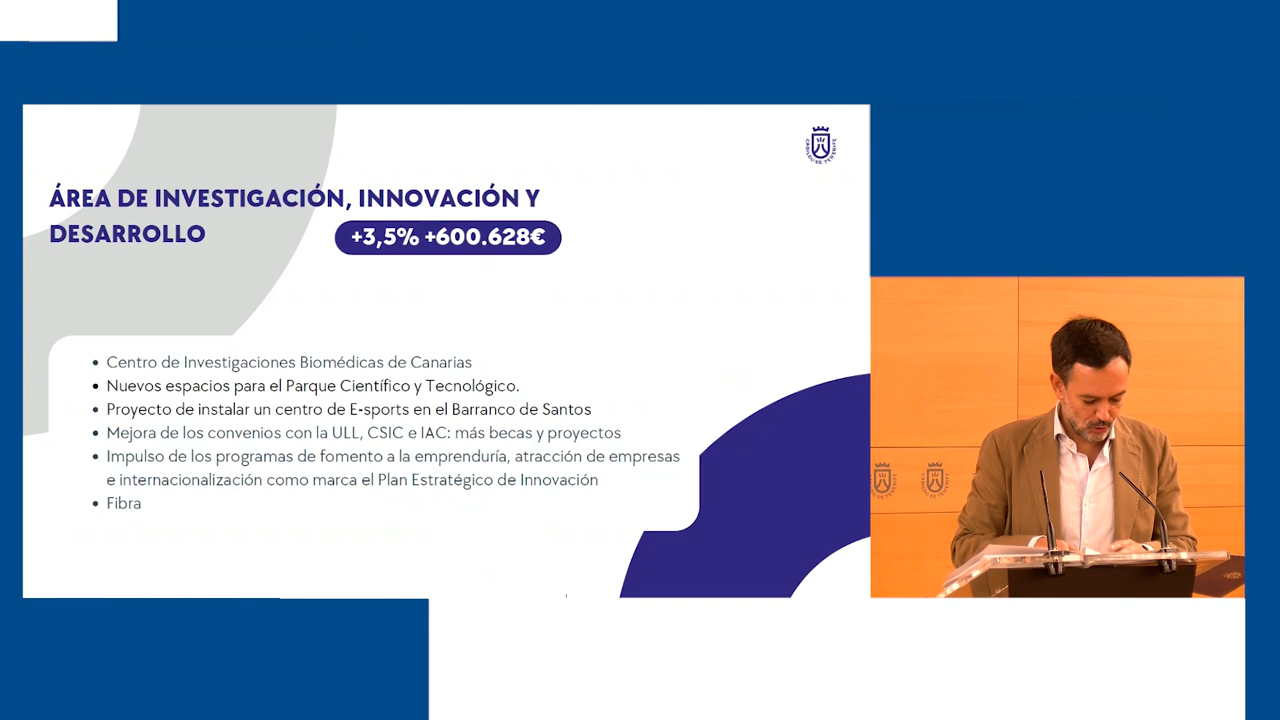 CABILDO DE TENERIFE
ÁREA DE INVESTIGACIÓN, INNOVACIÓN Y
DESARROLLO
+3,5% +600.628€
• Centro de Investigaciones Biomédicas de Canarias
• Nuevos espacios para el Parque Científico y Tecnológico.
• Proyecto de instalar un centro de E-sports en el Barranco de Santos
• Mejora de los convenios con la ULL, CSIC e IAC: más becas y proyectos
• Impulso de los programas de fomento a la emprenduría, atracción de empresas
e internacionalización como marca el Plan Estratégico de Innovación
• Fibra